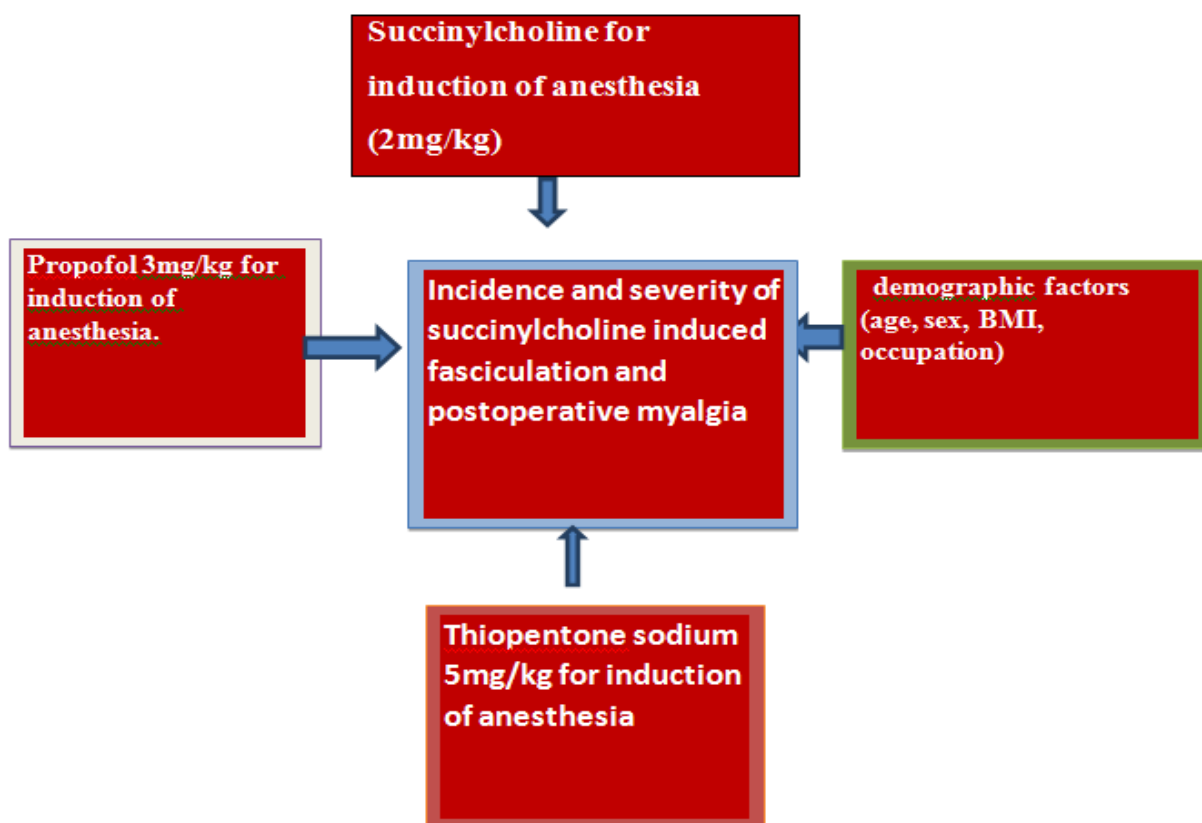 Succinylcholine for
induction of anesthesia
(2mg/kg)
Propofol 3mg/kg for
induction of
anesthesia.
Incidence and severity of
succinylcholine induced
fasciculation and
postoperative myalgia
demographic factors
(age, sex, BMI,
occupation)
Thiopentone sodium
5mg/kg for induction
of anesthesia